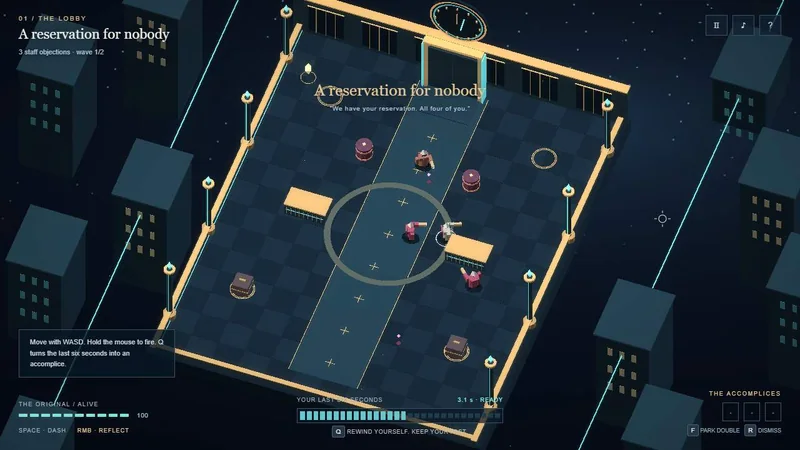 01 / THE LOBBY
A reservation for nobody
3 staff objections · wave 1/2
II
?
A reservation for nobody
"We have your reservation. All four of you."
Move with WASD. Hold the mouse to fire. Q
turns the last six seconds into an
accomplice.
THE ORIGINAL / ALIVE
100
SPACE · DASH
RMB · REFLECT
YOUR LAST SIX SECONDS
3.1 s · READY
Q REWIND YOURSELF. KEEP YOUR PAST.
THE ACCOMPLICES
- - -
F PARK DOUBLE
R DISMISS